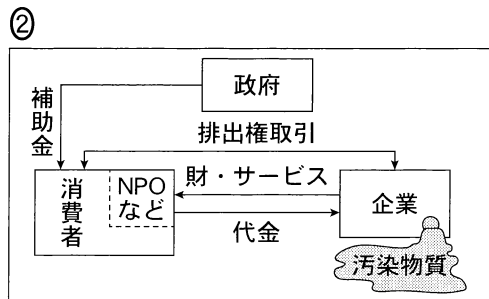 ②
政府
補助金
排出権取引
消費者
NPO
など
財・サービス
代金
企業
汚染物質